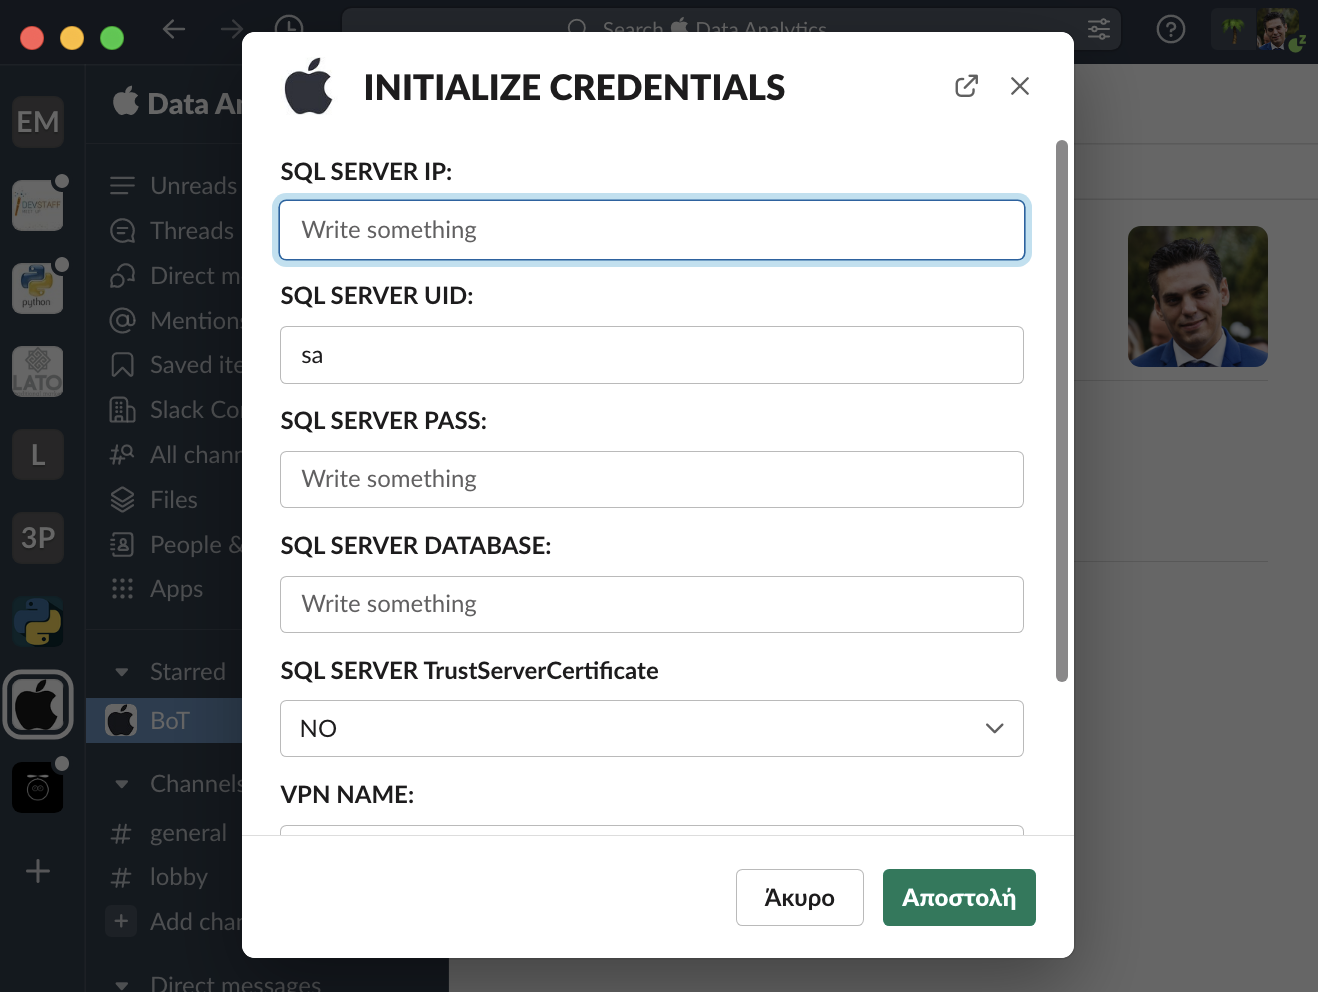 Search Data Analytics
z
INITIALIZE CREDENTIALS
EM
Data An
DEVSTAFF
python
LATO
L
3P
Unreads
Threads
Direct m
Mentions
Saved ite
Slack Co
All chann
Files
People &
Apps
Starred
BoT
Channels
general
lobby
Add chan
Direct messages
SQL SERVER IP:
Write something
SQL SERVER UID:
sa
SQL SERVER PASS:
Write something
SQL SERVER DATABASE:
Write something
SQL SERVER TrustServerCertificate
NO
VPN NAME:
Άκυρο
Αποστολή